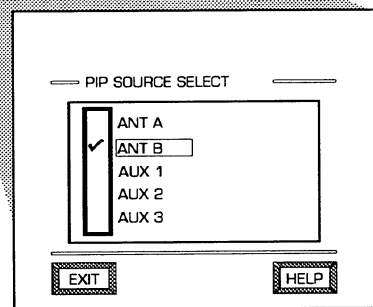 PIP SOURCE SELECT
ANT A
✓ ANT B
AUX 1
AUX 2
AUX 3
EXIT HELP